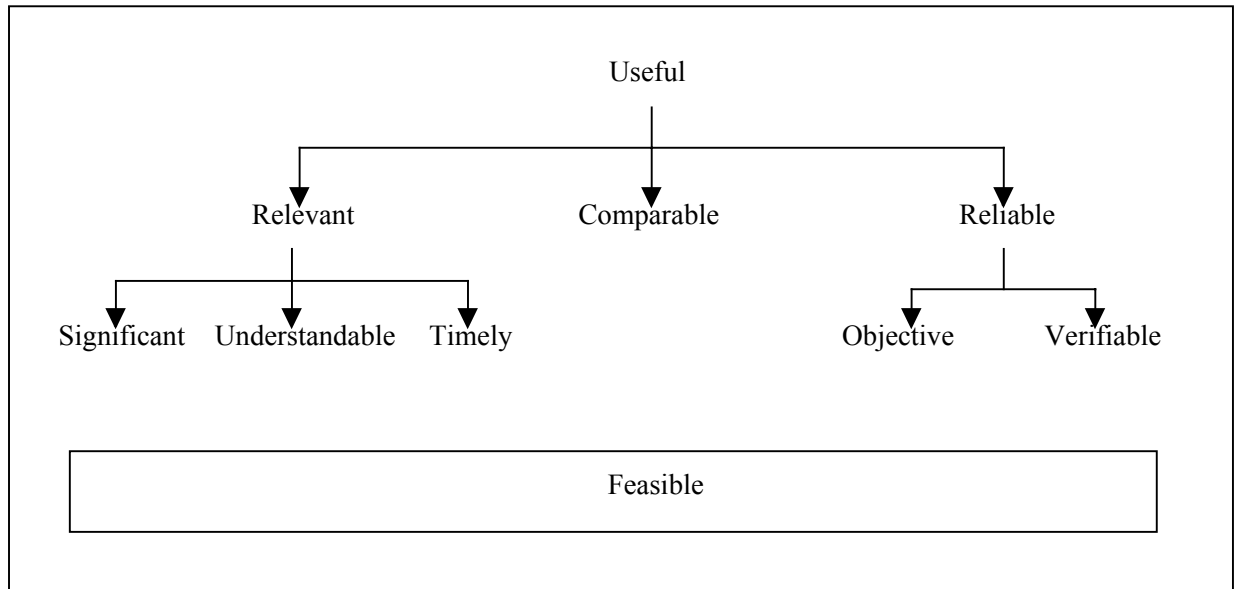 Useful
Relevant Comparable Reliable
Significant Understandable Timely Objective Verifiable
Feasible